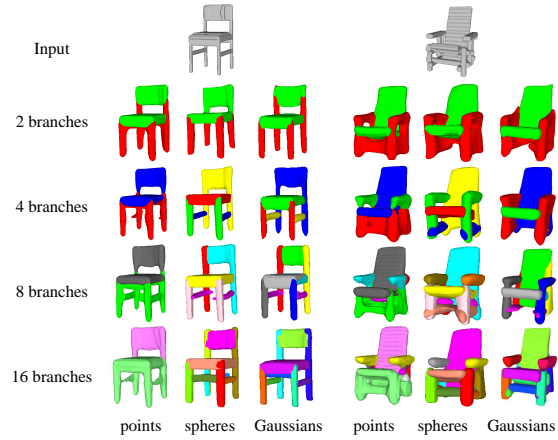 Input
2 branches
4 branches
8 branches
16 branches
points spheres Gaussians points spheres Gaussians